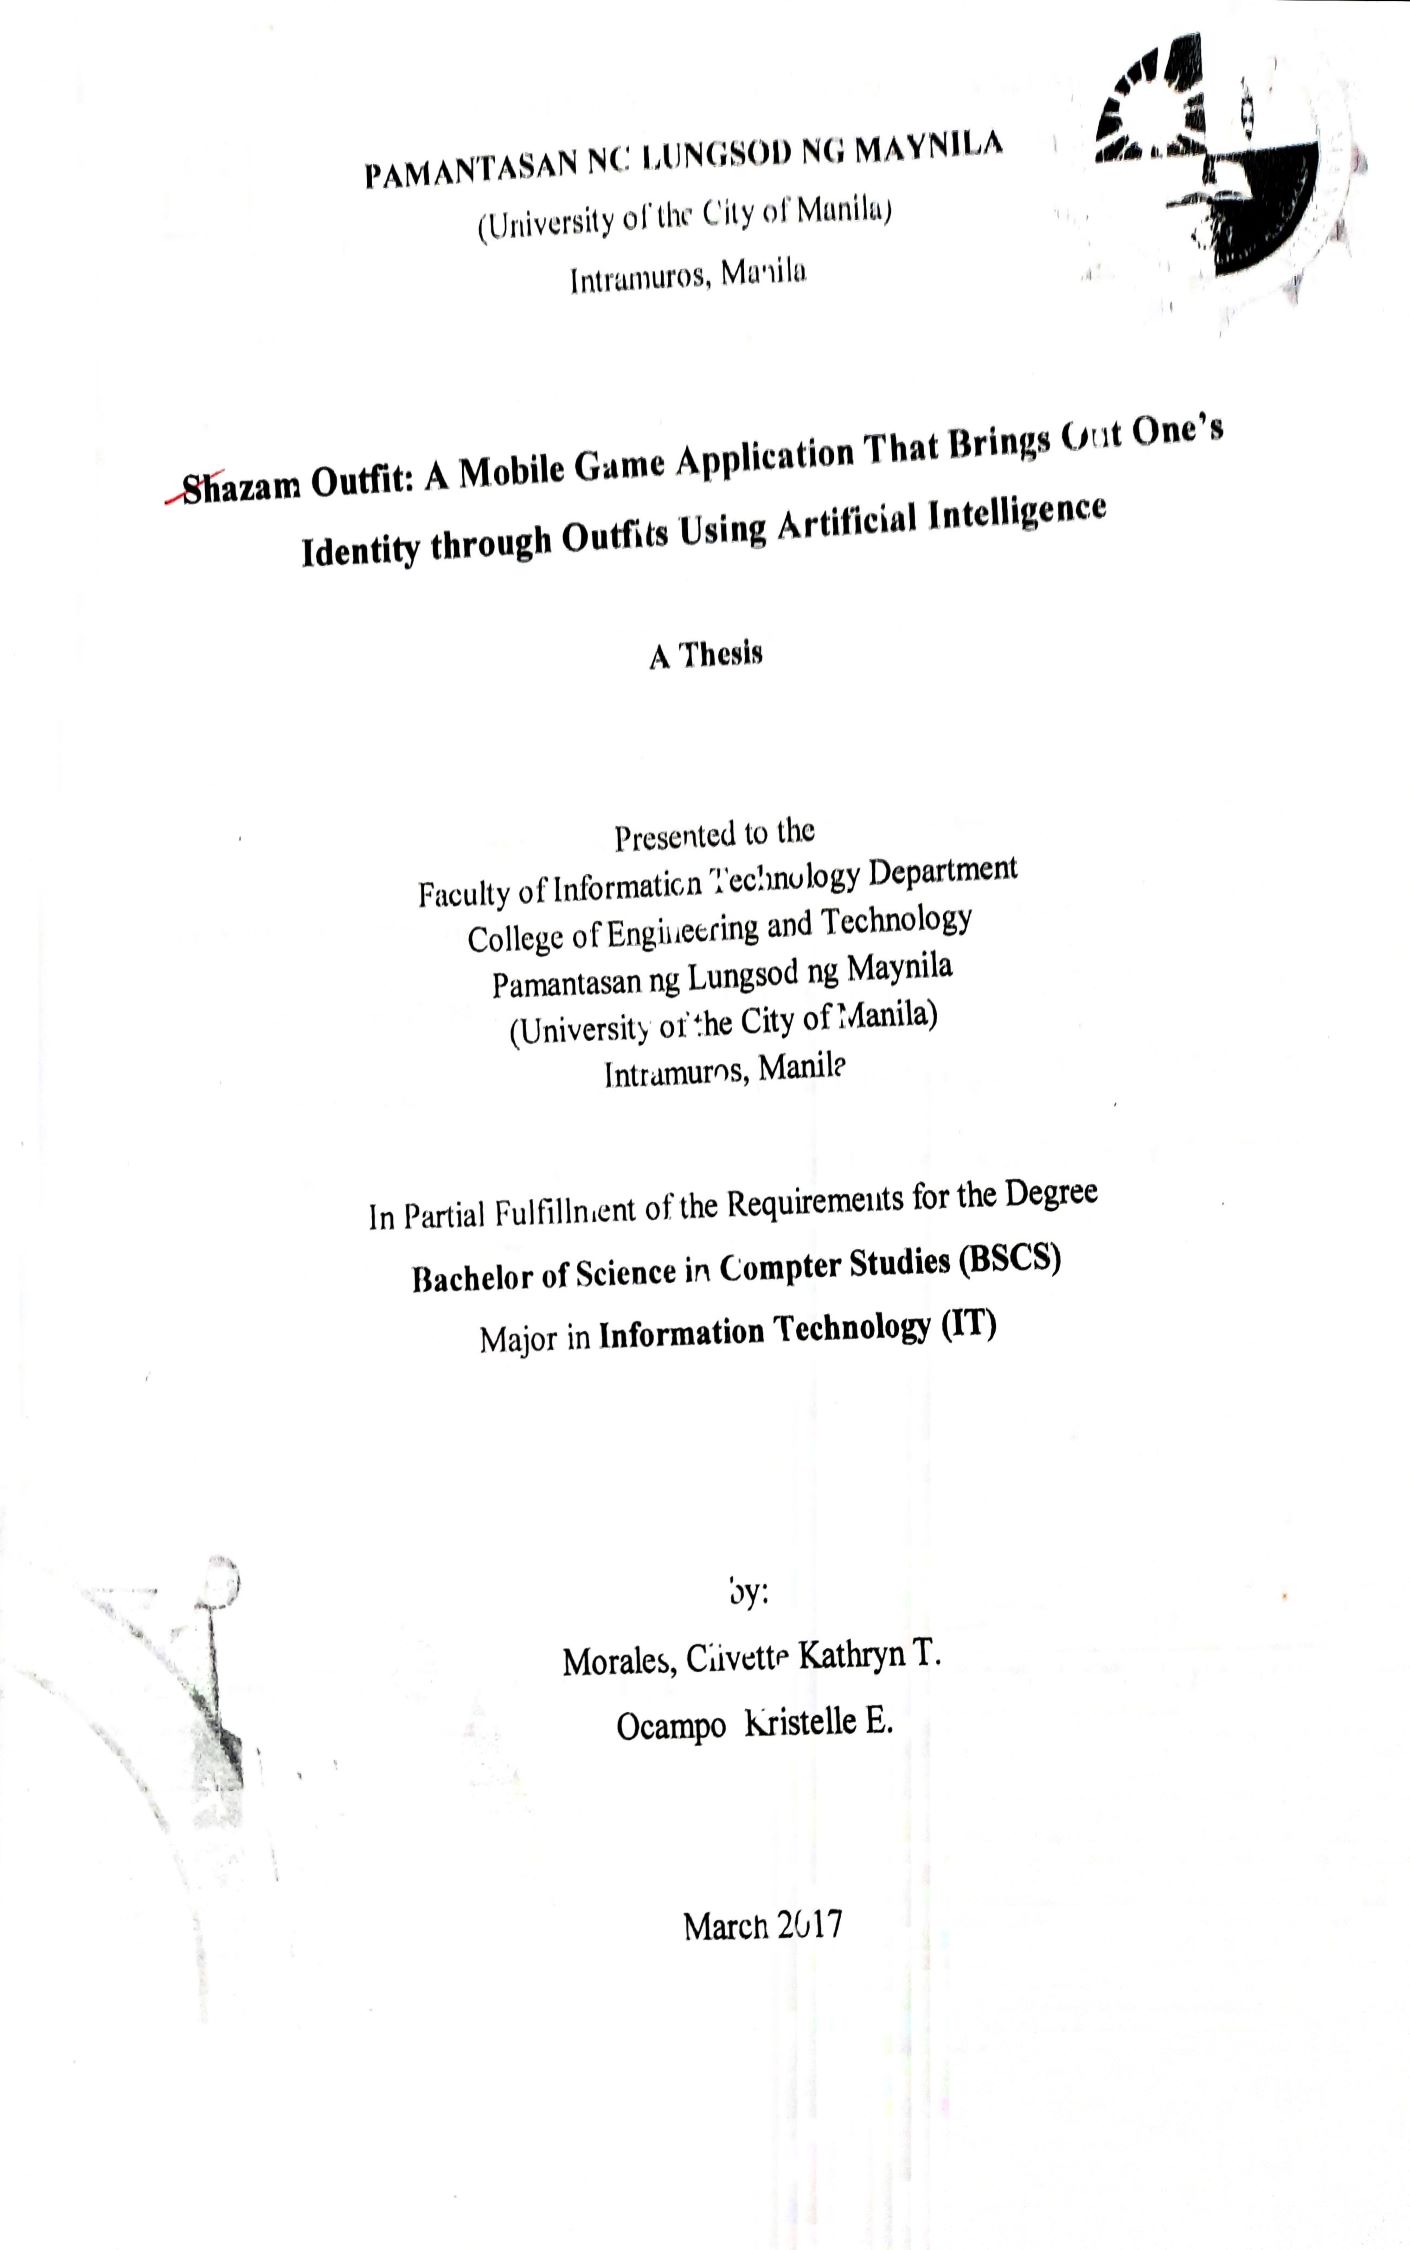 PAMANTASAN NG LUNGSOD NG MAYNILA
(University of the City of Manila)
Intramuros, Manila
Shazam Outfit: A Mobile Game Application That Brings Out One's
Identity through Outfits Using Artificial Intelligence
A Thesis
Presented to the
Faculty of Information Technology Department
College of Engineering and Technology
Pamantasan ng Lungsod ng Maynila
(University of the City of Manila)
Intramuros, Manila
In Partial Fulfillment of the Requirements for the Degree
Bachelor of Science in Compter Studies (BSCS)
Major in Information Technology (IT)
by:
Morales, Kathryn T.
Ocampo Kristelle E.
March 2017